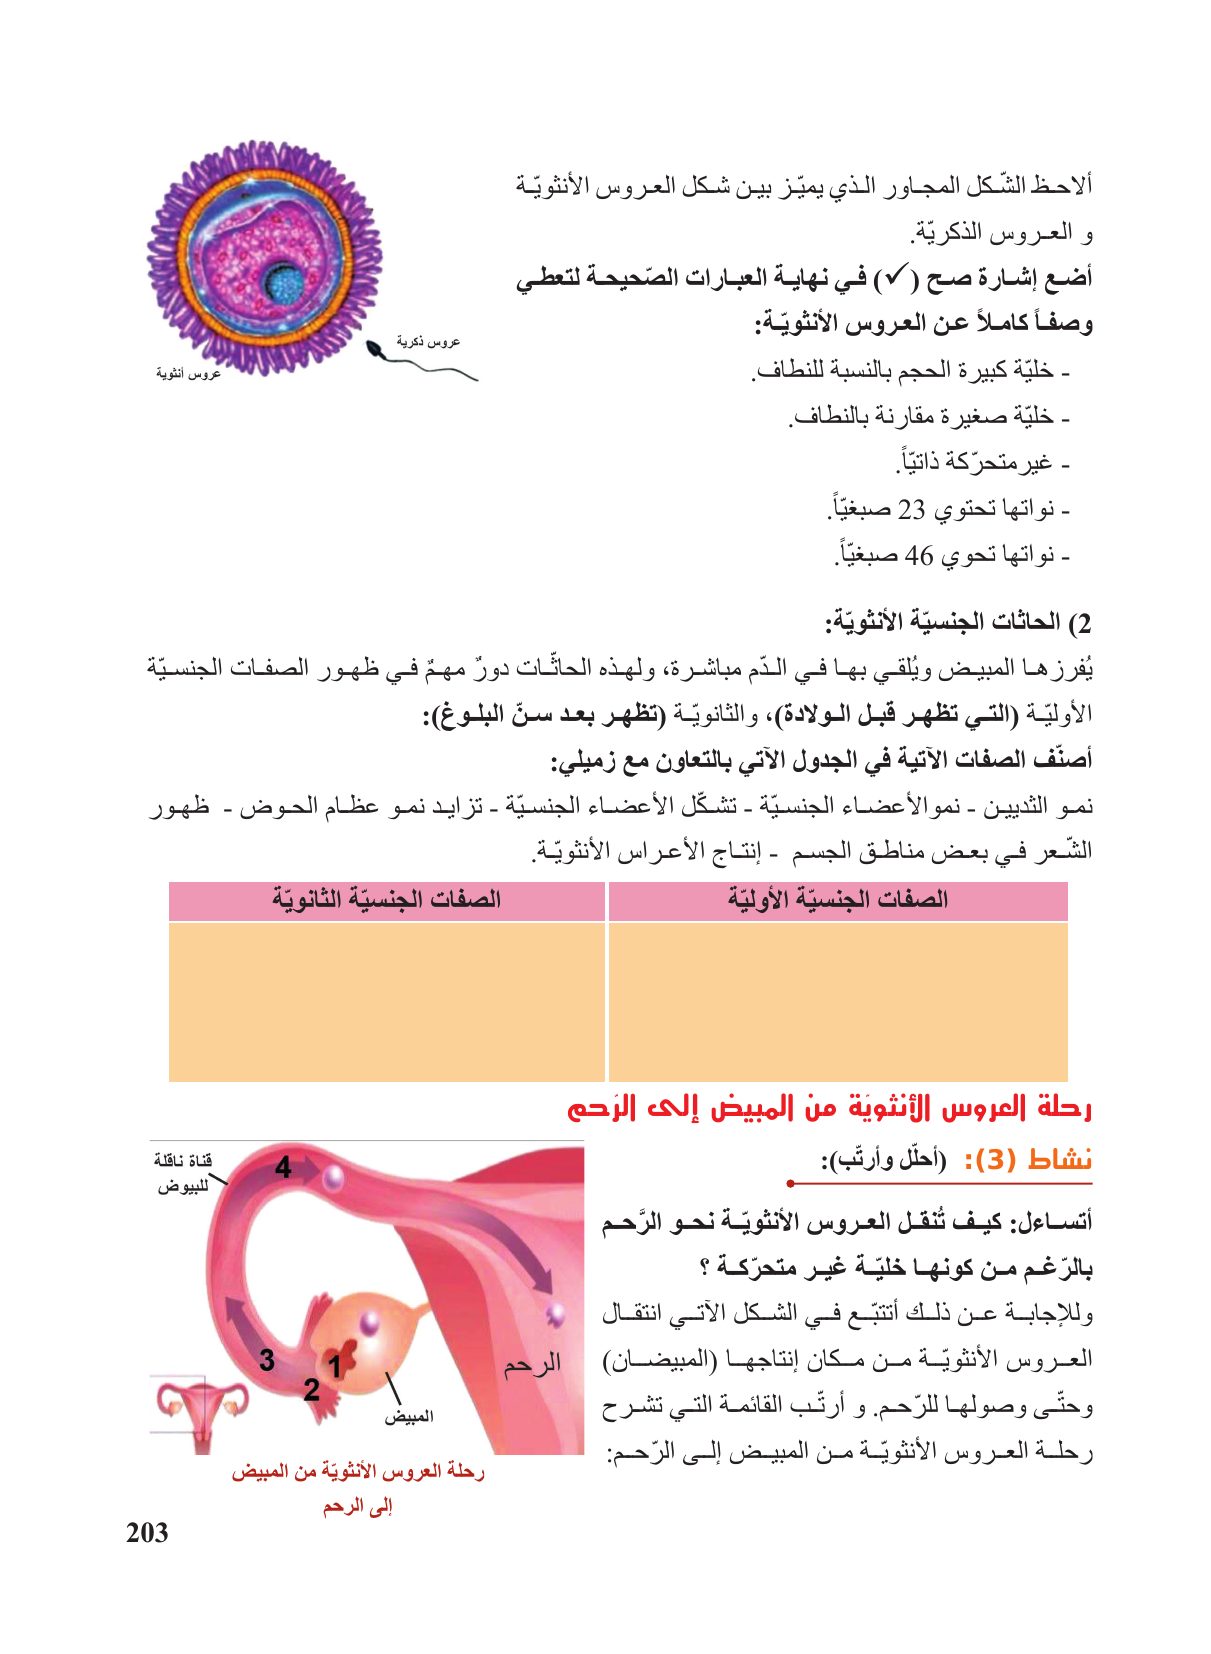 ألاحظ الشّكل المجاور الذي يميّز بين شكل العروس الأنثويّة
و العروس الذكريّة.
أضع إشارة صح (✓) في نهاية العبارات الصّحيحة لتعطي
وصفاً كاملاً عن العروس الأنثويّة:
عروس ذكرية
عروس أنثوية
- خليّة كبيرة الحجم بالنسبة للنطاف.
- خليّة صغيرة مقارنة بالنطاف.
- غيرمتحرّكة ذاتيّاً.
- نواتها تحتوي 23 صبغيّاً.
- نواتها تحوي 46 صبغيّاً.
2) الحاثات الجنسيّة الأنثويّة:
يُفرزها المبيض ويُلقي بها في الدّم مباشرة، ولهذه الحاثّات دورٌ مهمٌ في ظهور الصفات الجنسيّة
الأوليّة (التي تظهر قبل الولادة)، والثانويّة (تظهر بعد سنّ البلوغ):
أصنّف الصفات الآتية في الجدول الآتي بالتعاون مع زميلي:
نمو الثديين - نموالأعضاء الجنسيّة - تشكّل الأعضاء الجنسيّة - تزايد نمو عظام الحوض - ظهور
الشّعر في بعض مناطق الجسم - إنتاج الأعراس الأنثويّة.
الصفات الجنسيّة الأوليّة
الصفات الجنسيّة الثانويّة
رحلة العروس الأنثويّة من المبيض إلى الرّحم
نشاط (3): (أحلّل وأرتّب):
أتساءل: كيف تُنقل العروس الأنثويّة نحو الرَّحم
بالرّغم من كونها خليّة غير متحرّكة ؟
وللإجابة عن ذلك أتتبّع في الشكل الآتي انتقال
العروس الأنثويّة من مكان إنتاجها (المبيضان)
وحتّى وصولها للرّحم. و أرتّب القائمة التي تشرح
رحلة العروس الأنثويّة من المبيض إلى الرّحم:
قناة ناقلة
للبيوض
4
3
1
2
الرحم
المبيض
رحلة العروس الأنثويّة من المبيض
إلى الرحم
203